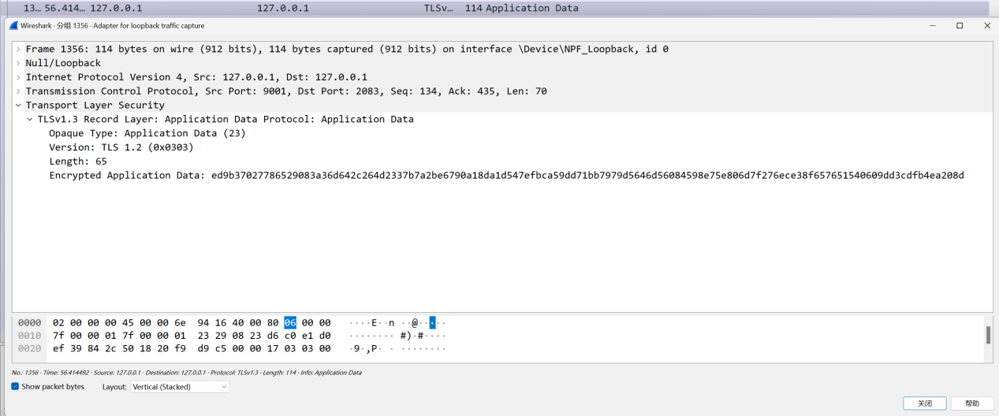 13… 56.414… 127.0.0.1 127.0.0.1 TLSv… 114 Application Data
Wireshark · 分组 1356 · Adapter for loopback traffic capture
Frame 1356: 114 bytes on wire (912 bits), 114 bytes captured (912 bits) on interface \Device\NPF_Loopback, id 0
Null/Loopback
Internet Protocol Version 4, Src: 127.0.0.1, Dst: 127.0.0.1
Transmission Control Protocol, Src Port: 9001, Dst Port: 2083, Seq: 134, Ack: 435, Len: 70
Transport Layer Security
TLSv1.3 Record Layer: Application Data Protocol: Application Data
Opaque Type: Application Data (23)
Version: TLS 1.2 (0x0303)
Length: 65
Encrypted Application Data: ed9b37027786529083a36d642c264d2337b7a2be6790a18da1d547efbca59dd71bb7979d5646d56084598e75e806d7f276ece38f657651540609dd3cdfb4ea208d
0000 02 00 00 00 45 00 00 6e 94 16 40 00 80 06 00 00 ····E··n ··@·····
0010 7f 00 00 01 7f 00 00 01 23 29 08 23 d6 c0 e1 d0 ········ #)·#····
0020 ef 39 84 2c 50 18 20 f9 d9 c5 00 00 17 03 03 00 ·9·,P· · ········
No.: 1356 · Time: 56.414492 · Source: 127.0.0.1 · Destination: 127.0.0.1 · Protocol: TLSv1.3 · Length: 114 · Info: Application Data
Show packet bytes Layout: Vertical (Stacked)
关闭 帮助